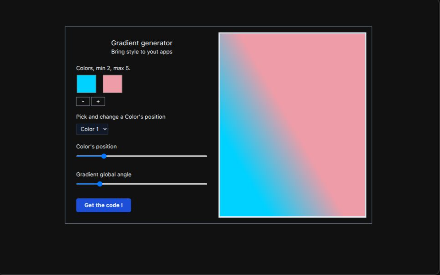 Gradient generator
Bring style to yout apps
Colors, min 2, max 5.
-
+
Pick and change a Color's position
Color 1
Color's position
Gradient global angle
Get the code !